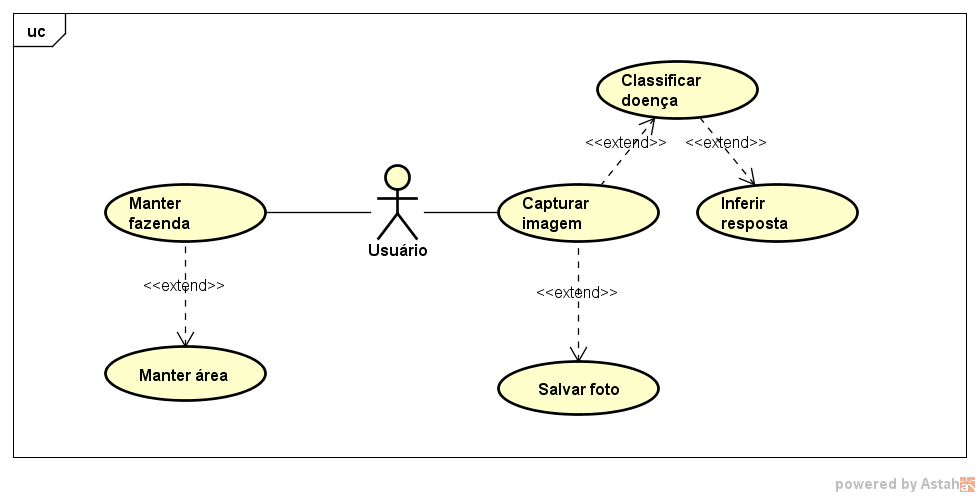 uc
Classificar
doença
<<extend>>
<<extend>>
Manter
fazenda
Capturar
imagem
Inferir
resposta
Usuário
<<extend>>
<<extend>>
Manter área
Salvar foto
powered by Astah